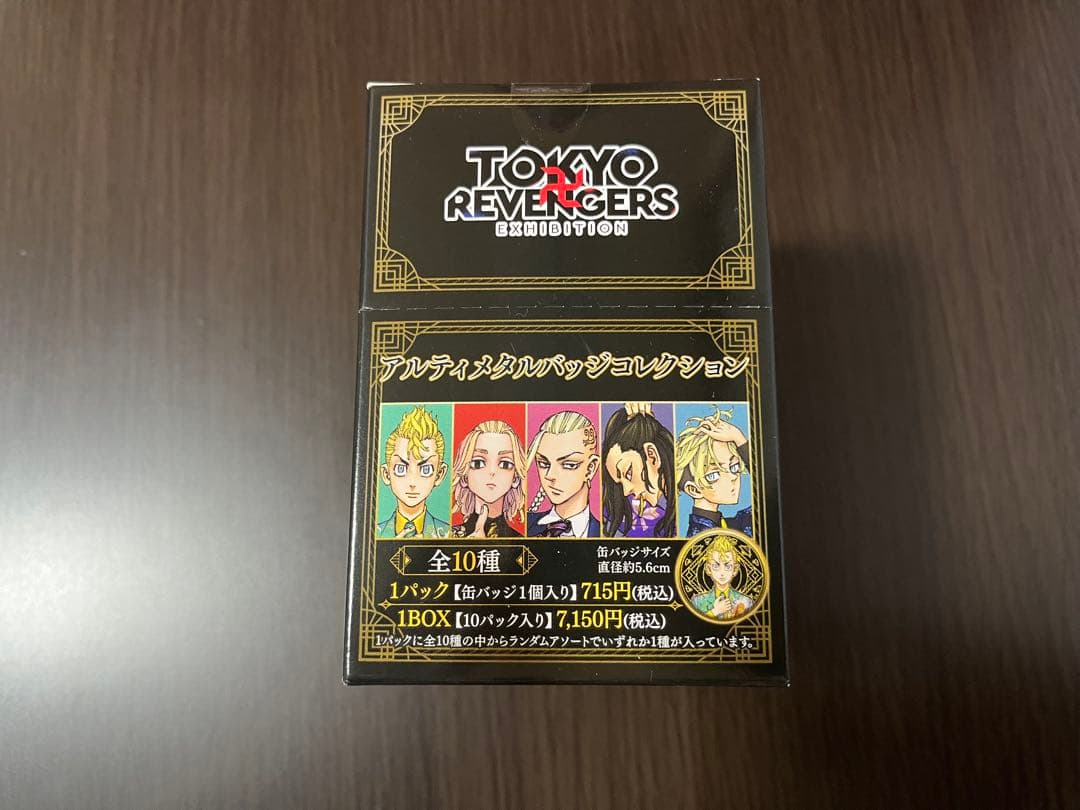 TOKYO
REVENGERS
EXHIBITION
アルティメタルバッジコレクション
全10種
缶バッジサイズ
直径約5.6cm
1パック【缶バッジ1個入り】715円(税込)
1BOX【10パック入り】7,150円(税込)
1パックに全10種の中からランダムアソートでいずれか1種が入っています。